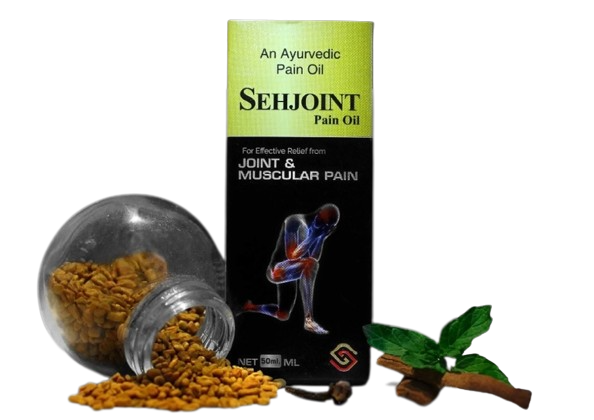 An Ayurvedic
Pain Oil
SEHJOINT
Pain Oil
For Effective Relief from
JOINT &
MUSCULAR PAIN
NET 50ml. ML